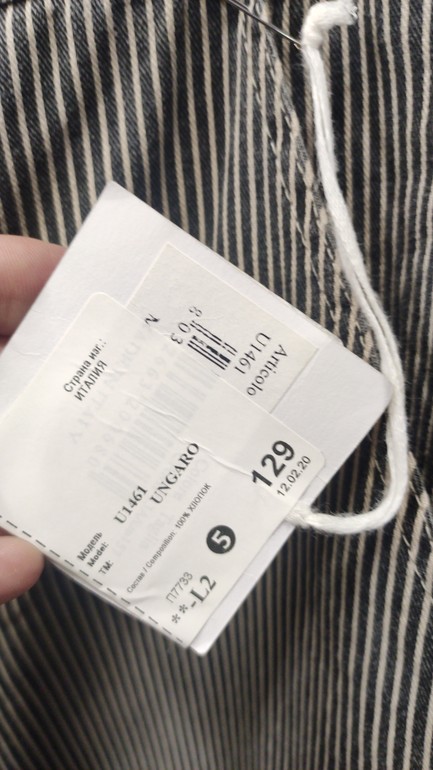 Страна изг.:
ИТАЛИЯ
Модель
Model: U1461
ТМ: UNGARO
Состав / Composition: 100% ХЛОПОК
129
12.02.20
П7733
5
**-L2
Articolo
U1461